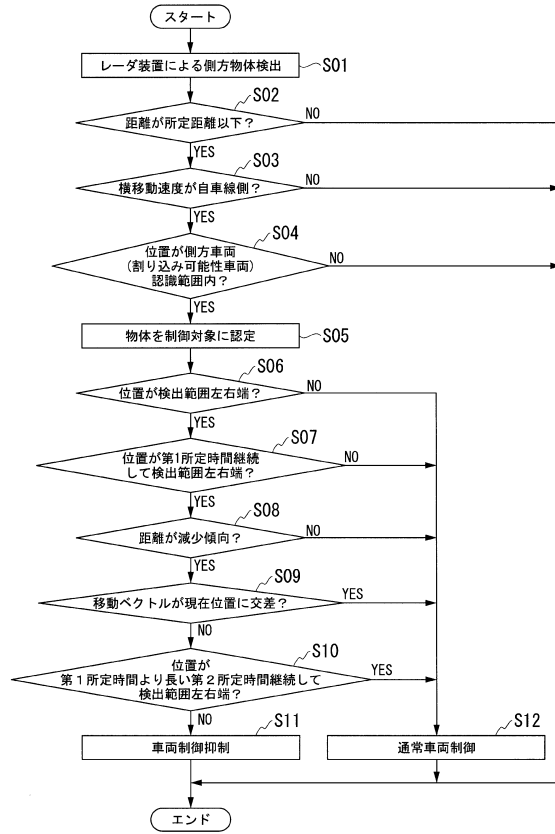 スタート
レーダ装置による側方物体検出
S01
S02
距離が所定距離以下？
NO
YES
S03
横移動速度が自車線側？
NO
YES
S04
位置が側方車両
(割り込み可能性車両)
認識範囲内？
NO
YES
物体を制御対象に認定
S05
S06
位置が検出範囲左右端？
NO
YES
S07
位置が第1所定時間継続
して検出範囲左右端？
NO
YES
S08
距離が減少傾向？
NO
YES
S09
移動ベクトルが現在位置に交差？
YES
NO
S10
位置が
第１所定時間より長い第２所定時間継続して
検出範囲左右端？
YES
NO
S11
車両制御抑制
S12
通常車両制御
エンド